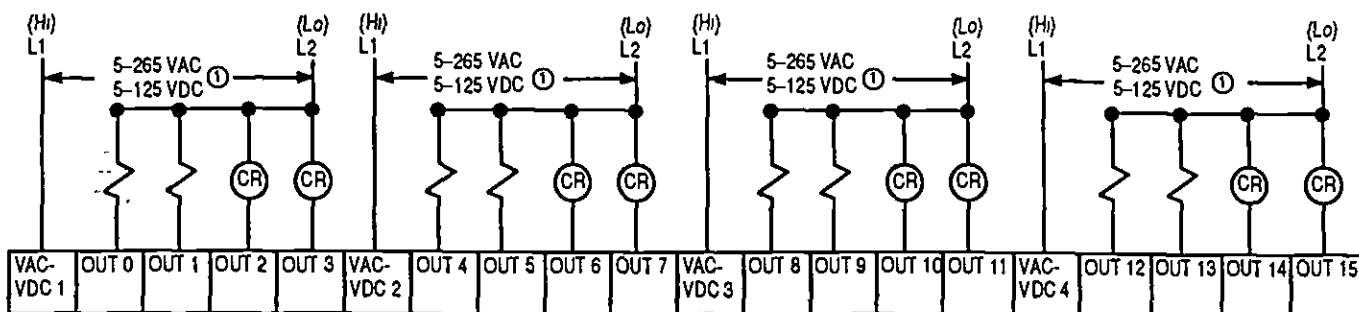 (Hi) (Lo) (Hi) (Lo) (Hi) (Lo) (Hi) (Lo)
L1 L2 L1 L2 L1 L2 L1 L2
5–265 VAC ① 5–265 VAC ① 5–265 VAC ① 5–265 VAC ①
5–125 VDC 5–125 VDC 5–125 VDC 5–125 VDC
CR CR CR CR CR CR CR CR
VAC- OUT 0 OUT 1 OUT 2 OUT 3 VAC- OUT 4 OUT 5 OUT 6 OUT 7 VAC- OUT 8 OUT 9 OUT 10 OUT 11 VAC- OUT 12 OUT 13 OUT 14 OUT 15
VDC 1 VDC 2 VDC 3 VDC 4